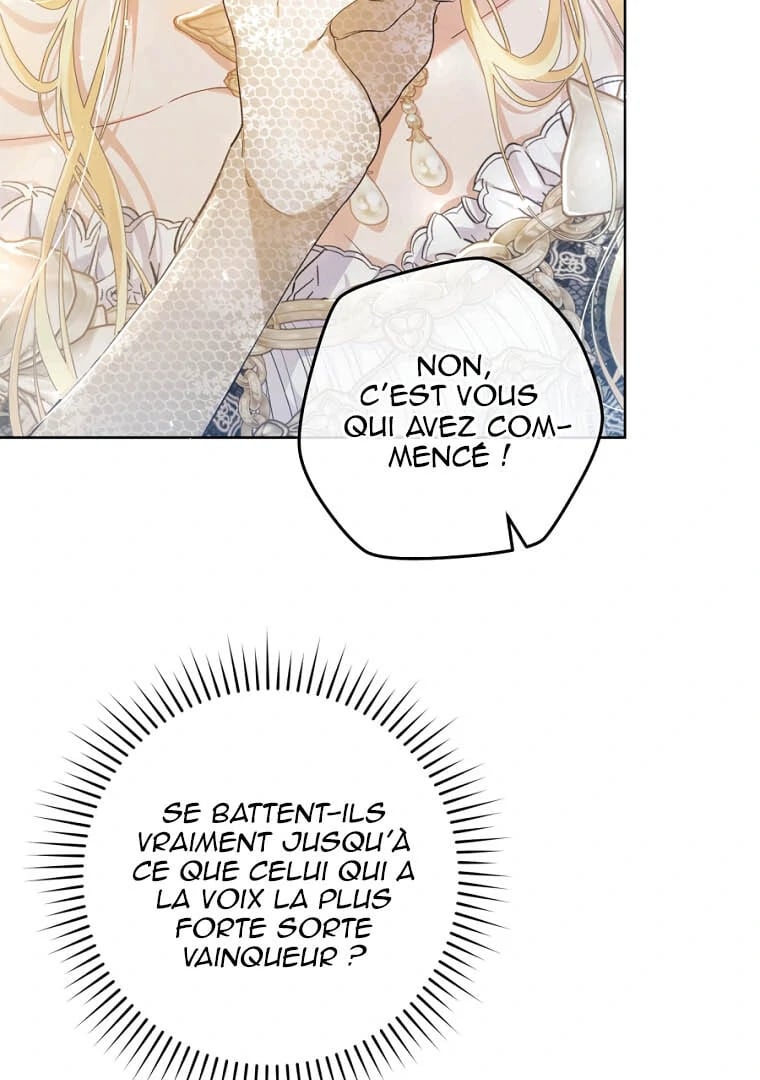 NON,
C'EST VOUS
QUI AVEZ COM-
MENCÉ !
SE BATTENT-ILS
VRAIMENT JUSQU'À
CE QUE CELUI QUI A
LA VOIX LA PLUS
FORTE SORTE
VAINQUEUR ?